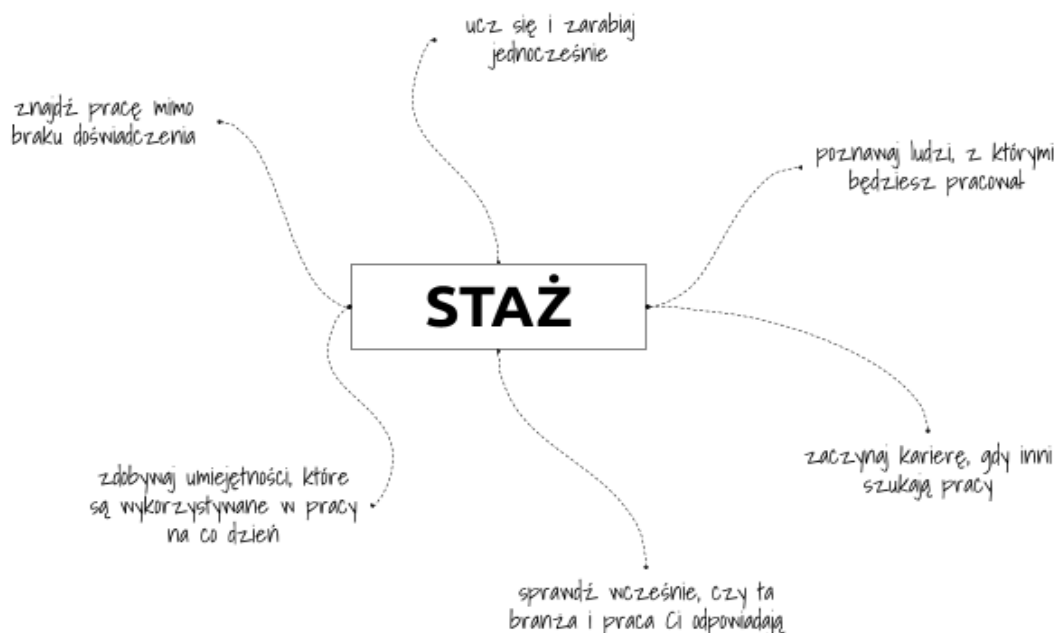 ucz się i zarabiaj
jednocześnie
znajdź pracę mimo
braku doświadczenia
poznawaj ludzi, z którymi
będziesz pracował
STAŻ
zaczynaj karierę, gdy inni
szukają pracy
zdobywaj umiejętności, które
są wykorzystywane w pracy
na co dzień
sprawdź wcześnie, czy ta
branża i praca Ci odpowiadają